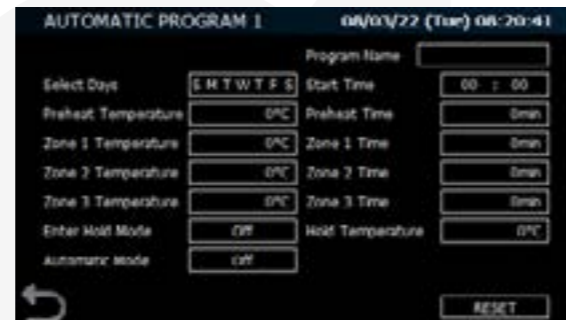 AUTOMATIC PROGRAM 1 08/03/22 (Tue) 08:20:41
Program Name
Select Days S M T W T F S Start Time 00 : 00
Preheat Temperature 0°C Preheat Time 0min
Zone 1 Temperature 0°C Zone 1 Time 0min
Zone 2 Temperature 0°C Zone 2 Time 0min
Zone 3 Temperature 0°C Zone 3 Time 0min
Enter Hold Mode Off Hold Temperature 0°C
Automatic Mode Off
RESET